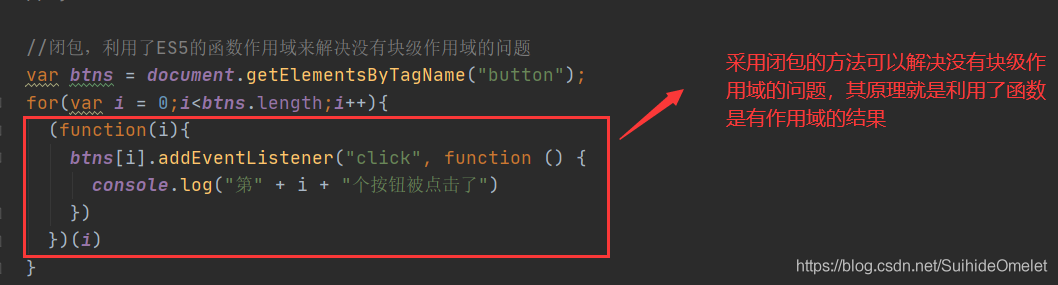 //闭包，利用了ES5的函数作用域来解决没有块级作用域的问题
var btns = document.getElementsByTagName("button");
for(var i = 0;i<btns.length;i++){
(function(i){
btns[i].addEventListener("click", function () {
console.log("第" + i + "个按钮被点击了")
})
})(i)
}
采用闭包的方法可以解决没有块级作
用域的问题，其原理就是利用了函数
是有作用域的结果
https://blog.csdn.net/SuihideOmelet